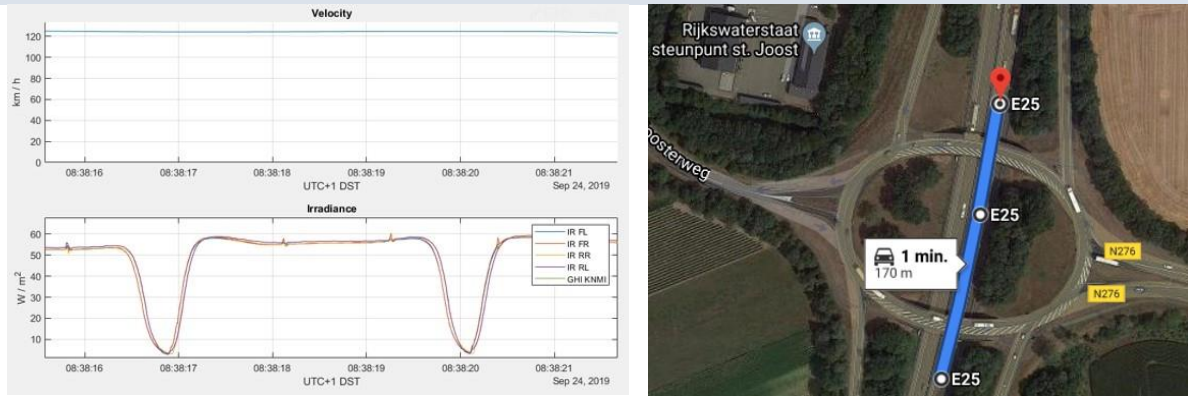 Velocity
km / h
120
100
80
60
40
20
0
08:38:16 08:38:17 08:38:18 08:38:19 08:38:20 08:38:21
UTC+1 DST
Sep 24, 2019
Irradiance
W / m²
60
50
40
30
20
10
IR FL
IR FR
IR RR
IR RL
GHI KNMI
08:38:16 08:38:17 08:38:18 08:38:19 08:38:20 08:38:21
UTC+1 DST
Sep 24, 2019
Rijkswaterstaat
steunpunt st. Joost
E25
oosterweg
E25
1 min.
170 m
N276
N276
E25